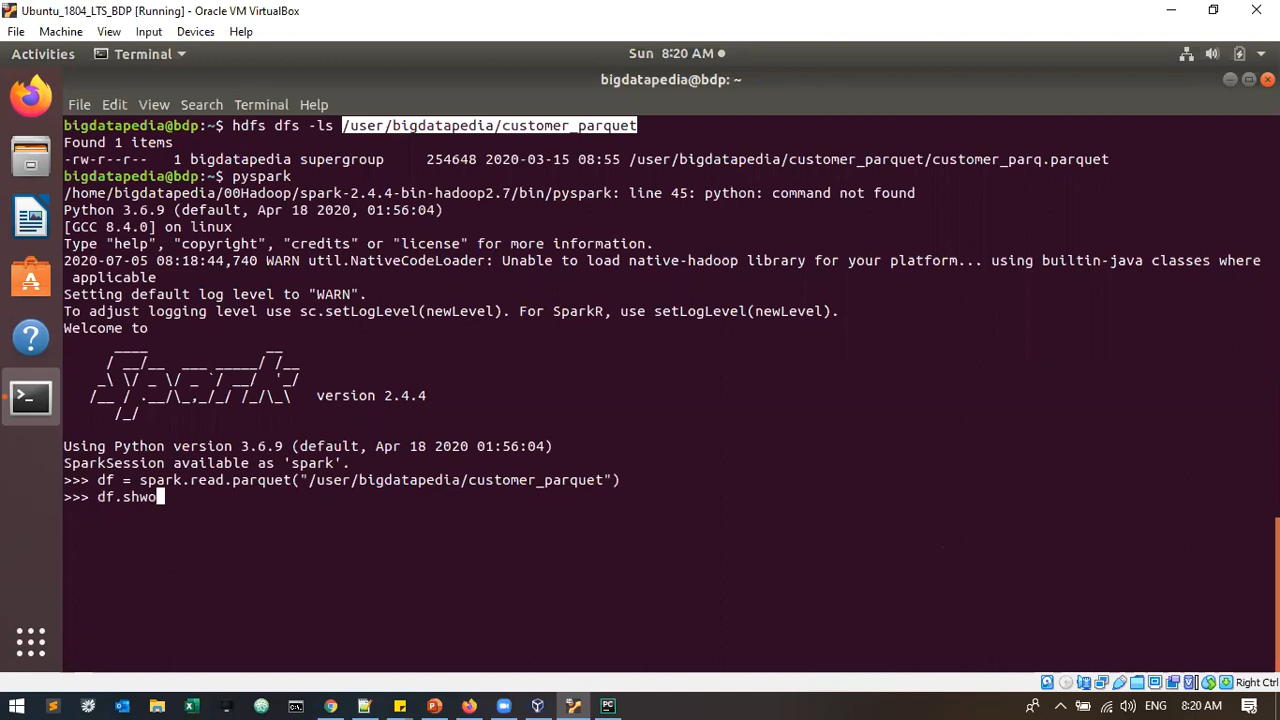 Ubuntu_1804_LTS_BDP [Running] - Oracle VM VirtualBox
File Machine View Input Devices Help
Activities Terminal Sun 8:20 AM
bigdatapedia@bdp: ~
File Edit View Search Terminal Help
bigdatapedia@bdp:~$ hdfs dfs -ls /user/bigdatapedia/customer_parquet
Found 1 items
-rw-r--r-- 1 bigdatapedia supergroup 254648 2020-03-15 08:55 /user/bigdatapedia/customer_parquet/customer_parq.parquet
bigdatapedia@bdp:~$ pyspark
/home/bigdatapedia/00Hadoop/spark-2.4.4-bin-hadoop2.7/bin/pyspark: line 45: python: command not found
Python 3.6.9 (default, Apr 18 2020, 01:56:04)
[GCC 8.4.0] on linux
Type "help", "copyright", "credits" or "license" for more information.
2020-07-05 08:18:44,740 WARN util.NativeCodeLoader: Unable to load native-hadoop library for your platform... using builtin-java classes where
applicable
Setting default log level to "WARN".
To adjust logging level use sc.setLogLevel(newLevel). For SparkR, use setLogLevel(newLevel).
Welcome to
Spark version 2.4.4
Using Python version 3.6.9 (default, Apr 18 2020 01:56:04)
SparkSession available as 'spark'.
>>> df = spark.read.parquet("/user/bigdatapedia/customer_parquet")
>>> df.shwo
Right Ctrl
ENG 8:20 AM